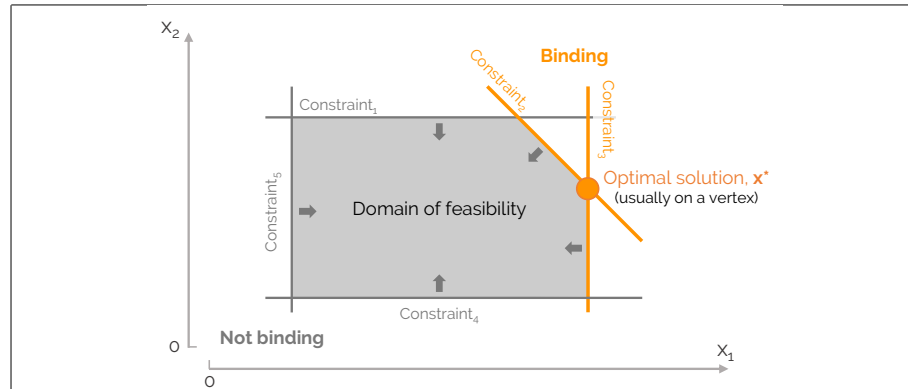 X₂
Binding
Constraint₁
Constraint₂
Constraint₃
Optimal solution, x*
(usually on a vertex)
Constraint₅
Domain of feasibility
Constraint₄
Not binding
0
X₁
0